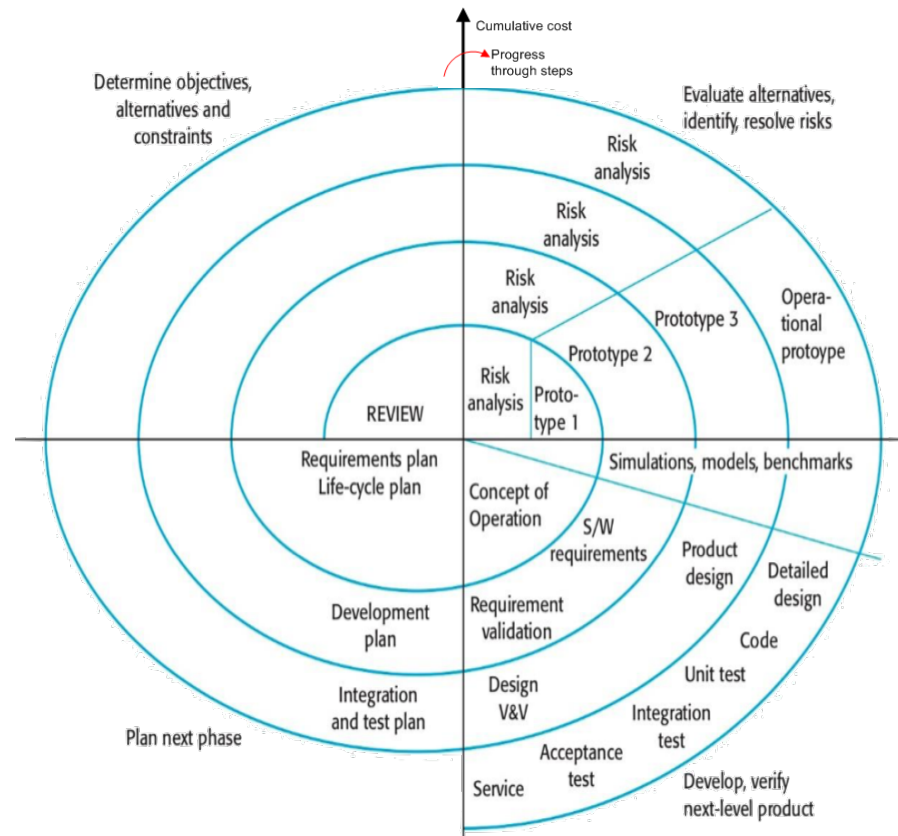 Cumulative cost
Progress
through steps
Determine objectives,
alternatives and
constraints
Evaluate alternatives,
identify, resolve risks
Risk
analysis
Risk
analysis
Risk
analysis
Opera-
tional
protoype
Prototype 3
Prototype 2
Risk
analysis
Proto-
type 1
REVIEW
Requirements plan
Life-cycle plan
Simulations, models, benchmarks
Concept of
Operation
S/W
requirements
Product
design
Detailed
design
Development
plan
Requirement
validation
Code
Unit test
Integration
and test plan
Design
V&V
Integration
test
Plan next phase
Acceptance
test
Service
Develop, verify
next-level product